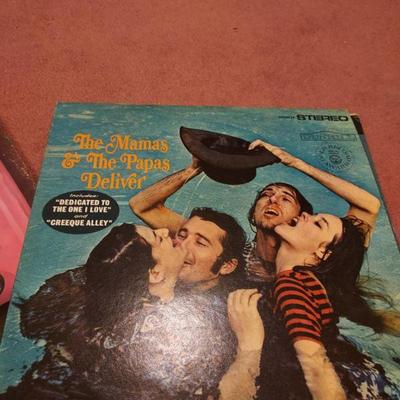 STEREO
The Mamas
& The Papas
Deliver
Includes:
"DEDICATED TO
THE ONE I LOVE"
and
"CREEQUE ALLEY"